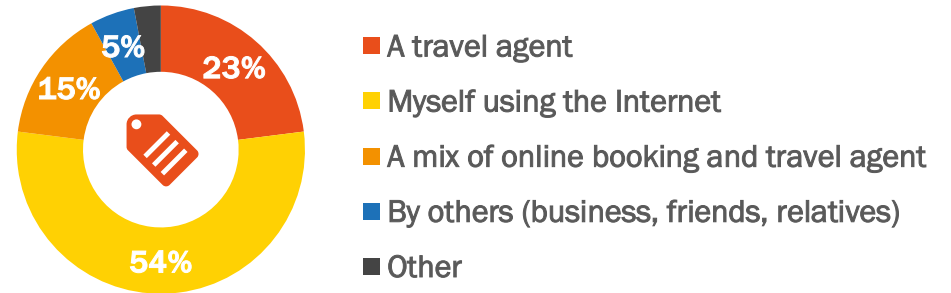 5%
23%
15%
54%
A travel agent
Myself using the Internet
A mix of online booking and travel agent
By others (business, friends, relatives)
Other